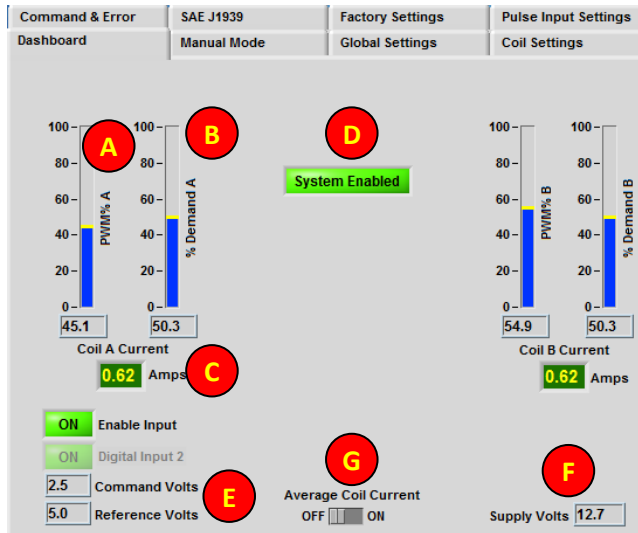 Command & Error SAE J1939 Factory Settings Pulse Input Settings
Dashboard Manual Mode Global Settings Coil Settings
100 100 100 100
A B D
80 80 80 80
System Enabled
60 60 60 60
PWM% A % Demand A PWM% B % Demand B
40 40 40 40
20 20 20 20
0 0 0 0
45.1 50.3 54.9 50.3
Coil A Current Coil B Current
0.62 Amps C 0.62 Amps
ON Enable Input
ON Digital Input 2 G F
2.5 Command Volts E Average Coil Current
5.0 Reference Volts OFF ON Supply Volts 12.7